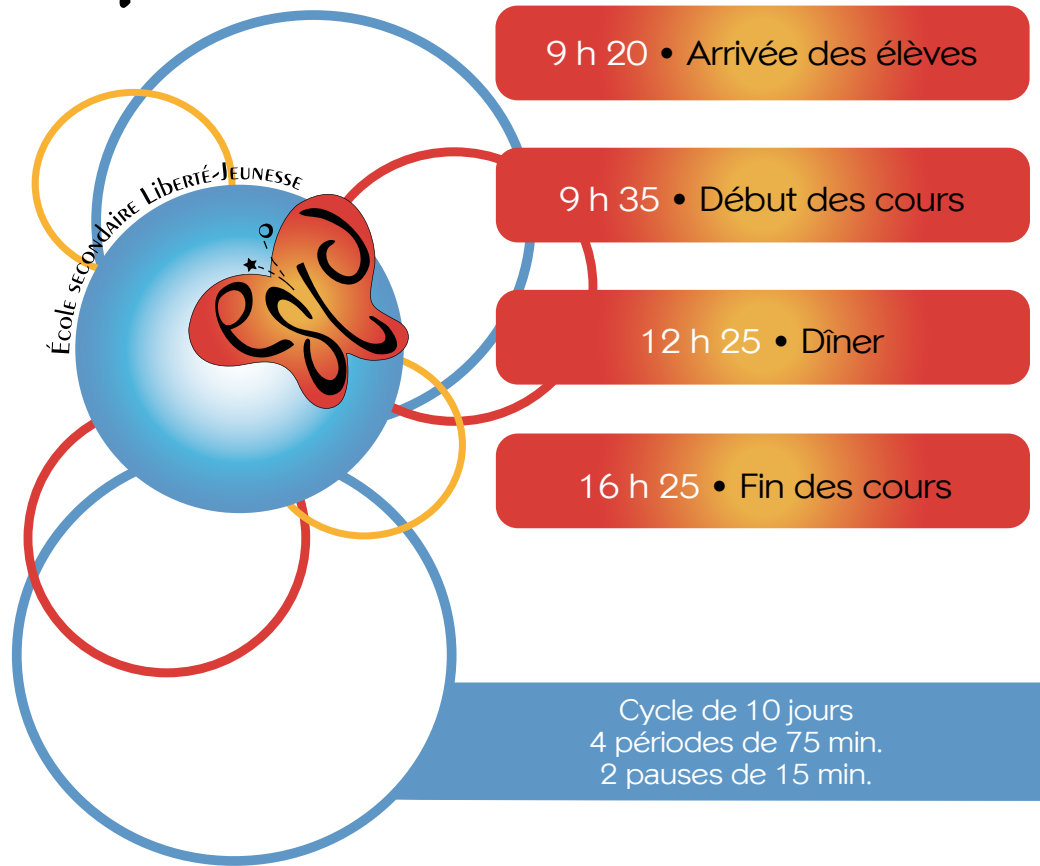 9 h 20 • Arrivée des élèves
École secondaire Liberté-Jeunesse
9 h 35 • Début des cours
eslj
12 h 25 • Dîner
16 h 25 • Fin des cours
Cycle de 10 jours
4 périodes de 75 min.
2 pauses de 15 min.